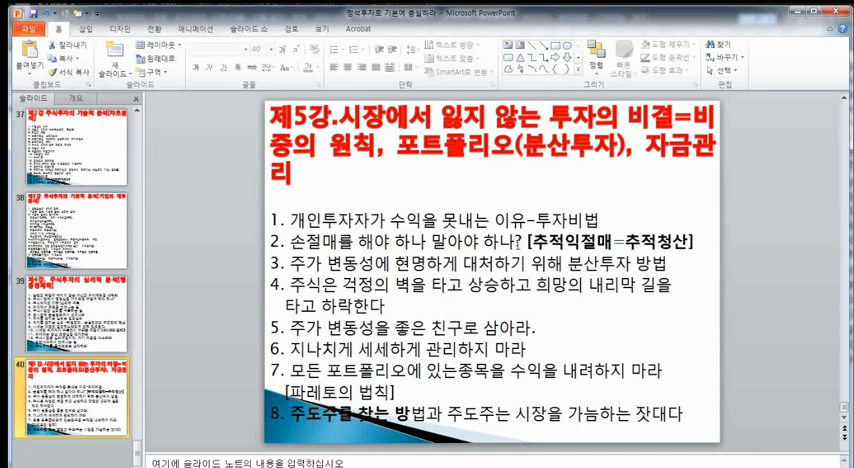 정석투자로 기본에 충실하라 - Microsoft PowerPoint
파일 홈 삽입 디자인 전환 애니메이션 슬라이드 쇼 검토 보기 Acrobat
붙여넣기
잘라내기
복사
서식 복사
클립보드
새 슬라이드
레이아웃
원래대로
구역
슬라이드
40
글꼴
텍스트 방향
텍스트 맞춤
SmartArt로 변환
단락
정렬
빠른 스타일
도형 채우기
도형 윤곽선
도형 효과
그리기
찾기
바꾸기
선택
편집
슬라이드 개요
37
38
39
40
제5강.시장에서 잃지 않는 투자의 비결=비
중의 원칙, 포트폴리오(분산투자), 자금관
리
1. 개인투자자가 수익을 못내는 이유-투자비법
2. 손절매를 해야 하나 말아야 하나? [추적익절매=추적청산]
3. 주가 변동성에 현명하게 대처하기 위해 분산투자 방법
4. 주식은 걱정의 벽을 타고 상승하고 희망의 내리막 길을
타고 하락한다
5. 주가 변동성을 좋은 친구로 삼아라.
6. 지나치게 세세하게 관리하지 마라
7. 모든 포트폴리오에 있는종목을 수익을 내려하지 마라
[파레토의 법칙]
8. 주도주를 찾는 방법과 주도주는 시장을 가늠하는 잣대다
여기에 슬라이드 노트의 내용을 입력하십시오